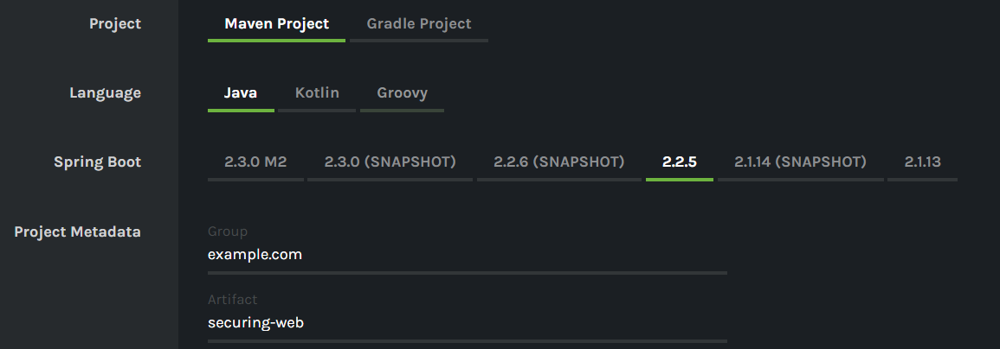 Project Maven Project Gradle Project
Language Java Kotlin Groovy
Spring Boot 2.3.0 M2 2.3.0 (SNAPSHOT) 2.2.6 (SNAPSHOT) 2.2.5 2.1.14 (SNAPSHOT) 2.1.13
Project Metadata Group
example.com
Artifact
securing-web